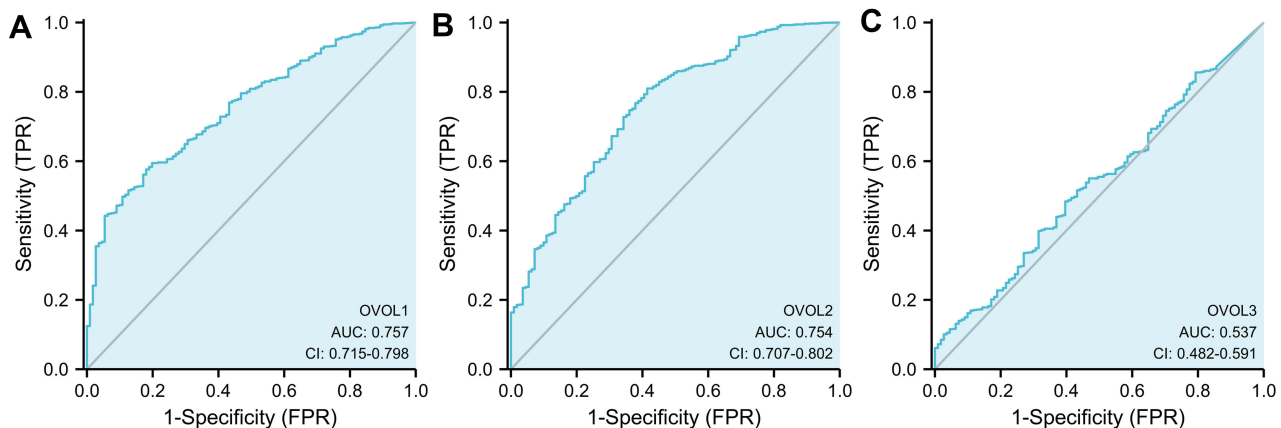 A
Sensitivity (TPR)
1.0
0.8
0.6
0.4
0.2
0.0
OVOL1
AUC: 0.757
CI: 0.715-0.798
0.0 0.2 0.4 0.6 0.8 1.0
1-Specificity (FPR)
B
Sensitivity (TPR)
1.0
0.8
0.6
0.4
0.2
0.0
OVOL2
AUC: 0.754
CI: 0.707-0.802
0.0 0.2 0.4 0.6 0.8 1.0
1-Specificity (FPR)
C
Sensitivity (TPR)
1.0
0.8
0.6
0.4
0.2
0.0
OVOL3
AUC: 0.537
CI: 0.482-0.591
0.0 0.2 0.4 0.6 0.8 1.0
1-Specificity (FPR)